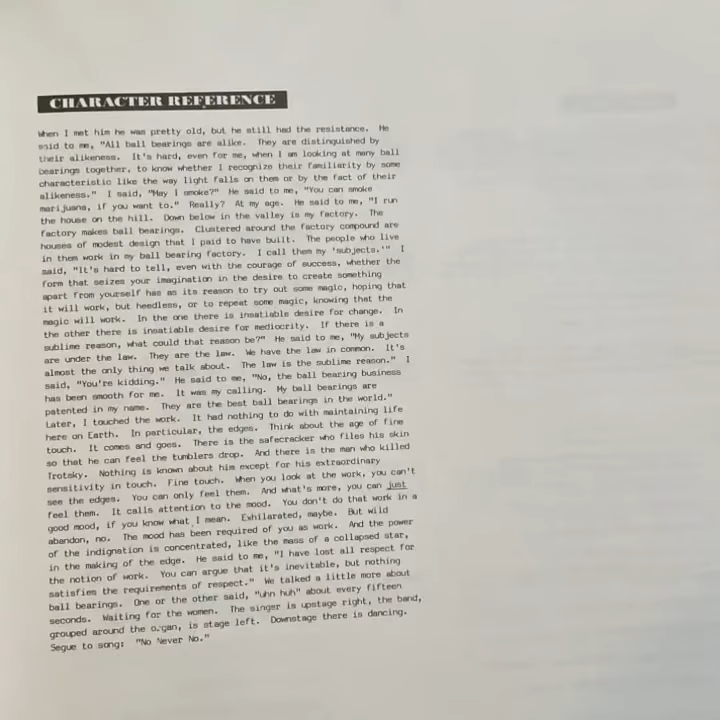 CHARACTER REFERENCE
When I met him he was pretty old, but he still had the resistance. He
said to me, "All ball bearings are alike. They are distinguished by
their alikeness. It's hard, even for me, when I am looking at many ball
bearings together, to know whether I recognize their familiarity by some
characteristic like the way light falls on them or by the fact of their
alikeness." I said, "May I smoke?" He said to me, "You can smoke
marijuana, if you want to." Really? At my age. He said to me, "I run
the house on the hill. Down below in the valley is my factory. The
factory makes ball bearings. Clustered around the factory compound are
houses of modest design that I paid to have built. The people who live
in them work in my ball bearing factory. I call them my 'subjects.'" I
said, "It's hard to tell, even with the courage of success, whether the
form that seizes your imagination in the desire to create something
apart from yourself has as its reason to try out some magic, hoping that
it will work, but heedless, or to repeat some magic, knowing that the
magic will work. In the one there is insatiable desire for change. In
the other there is insatiable desire for mediocrity. If there is a
sublime reason, what could that reason be?" He said to me, "My subjects
are under the law. They are the law. We have the law in common. It's
almost the only thing we talk about. The law is the sublime reason." I
said, "You're kidding." He said to me, "No, the ball bearing business
has been smooth for me. It was my calling. My ball bearings are
patented in my name. They are the best ball bearings in the world."
Later, I touched the work. It had nothing to do with maintaining life
here on Earth. In particular, the edges. Think about the age of fine
touch. It comes and goes. There is the safecracker who files his skin
so that he can feel the tumblers drop. And there is the man who killed
Trotsky. Nothing is known about him except for his extraordinary
sensitivity in touch. Fine touch. When you look at the work, you can't
see the edges. You can only feel them. And what's more, you can just
feel them. It calls attention to the mood. You don't do that work in a
good mood, if you know what I mean. Exhilarated, maybe. But wild
abandon, no. The mood has been required of you as work. And the power
of the indignation is concentrated, like the mass of a collapsed star,
in the making of the edge. He said to me, "I have lost all respect for
the notion of work. You can argue that it's inevitable, but nothing
satisfies the requirements of respect." We talked a little more about
ball bearings. One or the other said, "uhn huh" about every fifteen
seconds. Waiting for the women. The singer is upstage right, the band,
grouped around the organ, is stage left. Downstage there is dancing.
Segue to song: "No Never No."